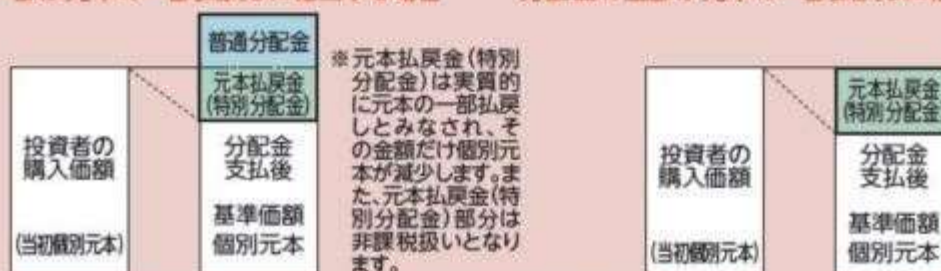 普通分配金
元本払戻金
(特別分配金)
投資者の
購入価額
(当初個別元本)
分配金
支払後
基準価額
個別元本
※元本払戻金(特別
分配金)は実質的
に元本の一部払戻
しとみなされ、そ
の金額だけ個別元
本が減少します。ま
た、元本払戻金(特
別分配金)部分は
非課税扱いとなり
ます。
投資者の
購入価額
(当初個別元本)
元本払戻金
(特別分配金)
分配金
支払後
基準価額
個別元本